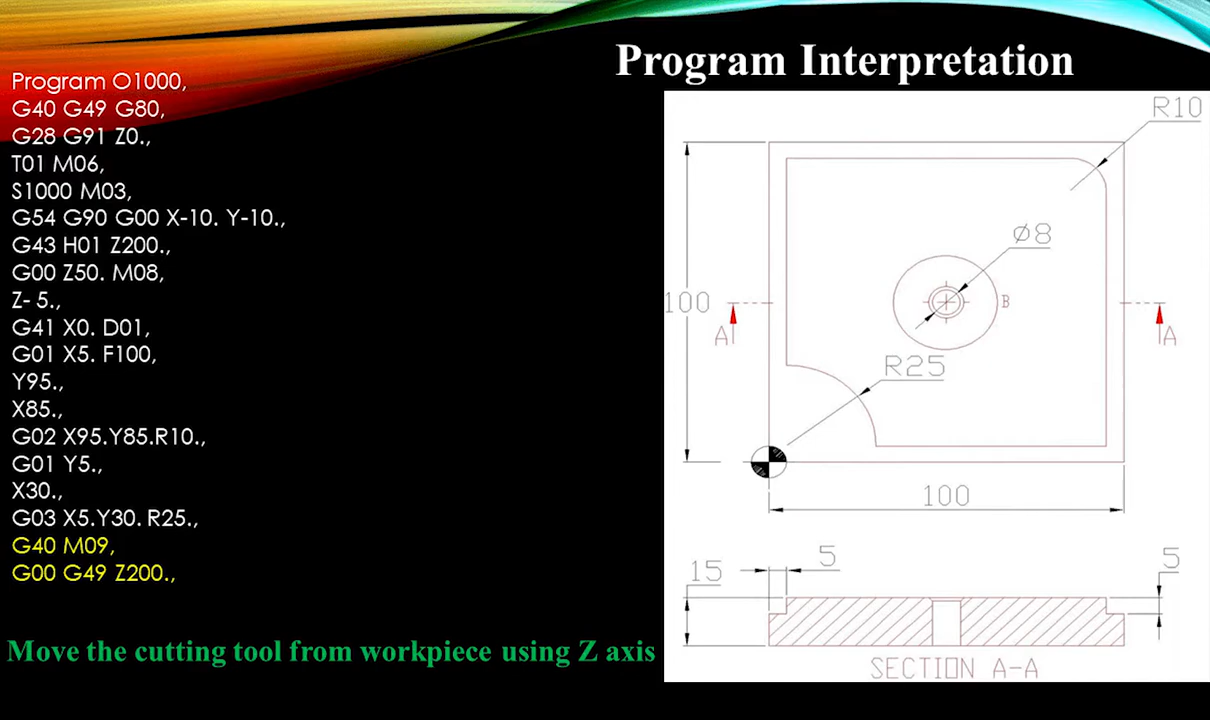 Program Interpretation
Program O1000,
G40 G49 G80,
G28 G91 Z0.,
T01 M06,
S1000 M03,
G54 G90 G00 X-10. Y-10.,
G43 H01 Z200.,
G00 Z50. M08,
Z- 5.,
G41 X0. D01,
G01 X5. F100,
Y95.,
X85.,
G02 X95.Y85.R10.,
G01 Y5.,
X30.,
G03 X5.Y30. R25.,
G40 M09,
G00 G49 Z200.,
Move the cutting tool from workpiece using Z axis
R10
ø8
100
B
A
A
R25
100
15
5
5
SECTION A-A